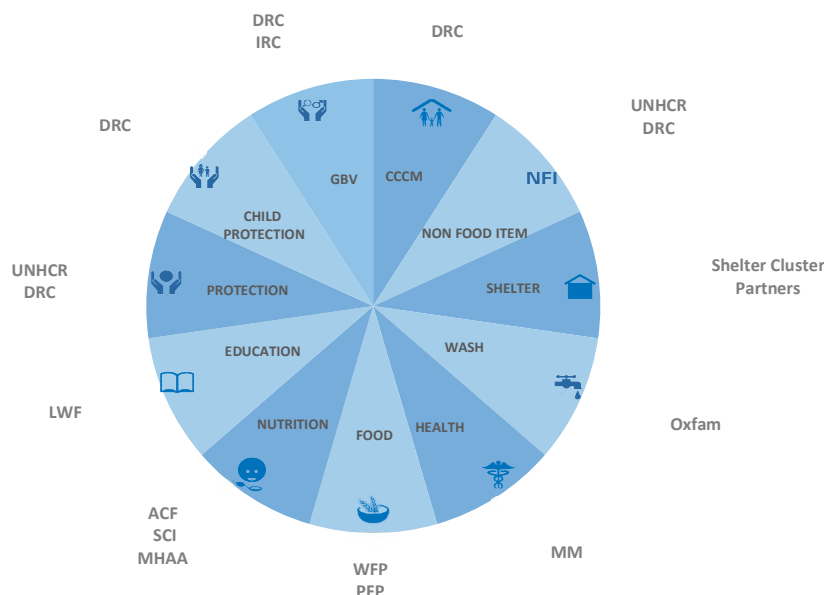 DRC
IRC
DRC
UNHCR
DRC
DRC
GBV
CCCM
NFI
CHILD
PROTECTION
NON FOOD ITEM
UNHCR
DRC
PROTECTION
SHELTER
Shelter Cluster
Partners
EDUCATION
WASH
LWF
NUTRITION
FOOD
HEALTH
Oxfam
ACF
SCI
MHAA
WFP
MM